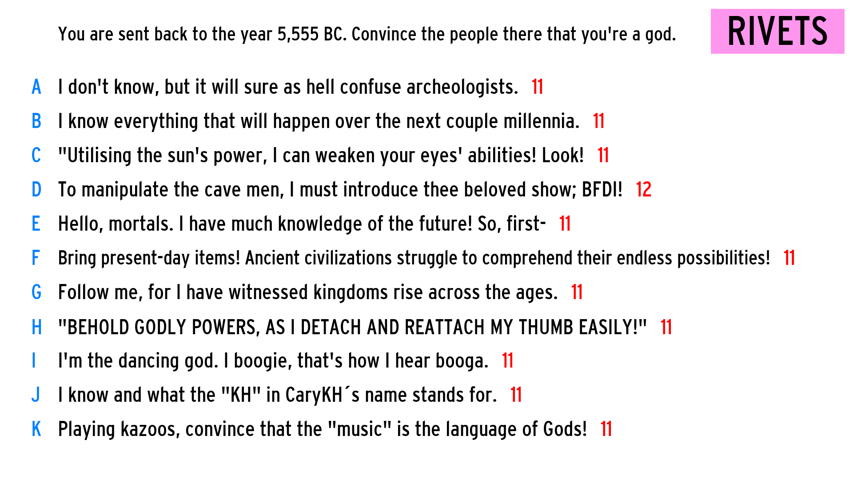 You are sent back to the year 5,555 BC. Convince the people there that you're a god.
RIVETS
A I don't know, but it will sure as hell confuse archeologists. 11
B I know everything that will happen over the next couple millennia. 11
C "Utilising the sun's power, I can weaken your eyes' abilities! Look! 11
D To manipulate the cave men, I must introduce thee beloved show; BFDI! 12
E Hello, mortals. I have much knowledge of the future! So, first- 11
F Bring present-day items! Ancient civilizations struggle to comprehend their endless possibilities! 11
G Follow me, for I have witnessed kingdoms rise across the ages. 11
H "BEHOLD GODLY POWERS, AS I DETACH AND REATTACH MY THUMB EASILY!" 11
I I'm the dancing god. I boogie, that's how I hear booga. 11
J I know and what the "KH" in CaryKH´s name stands for. 11
K Playing kazoos, convince that the "music" is the language of Gods! 11